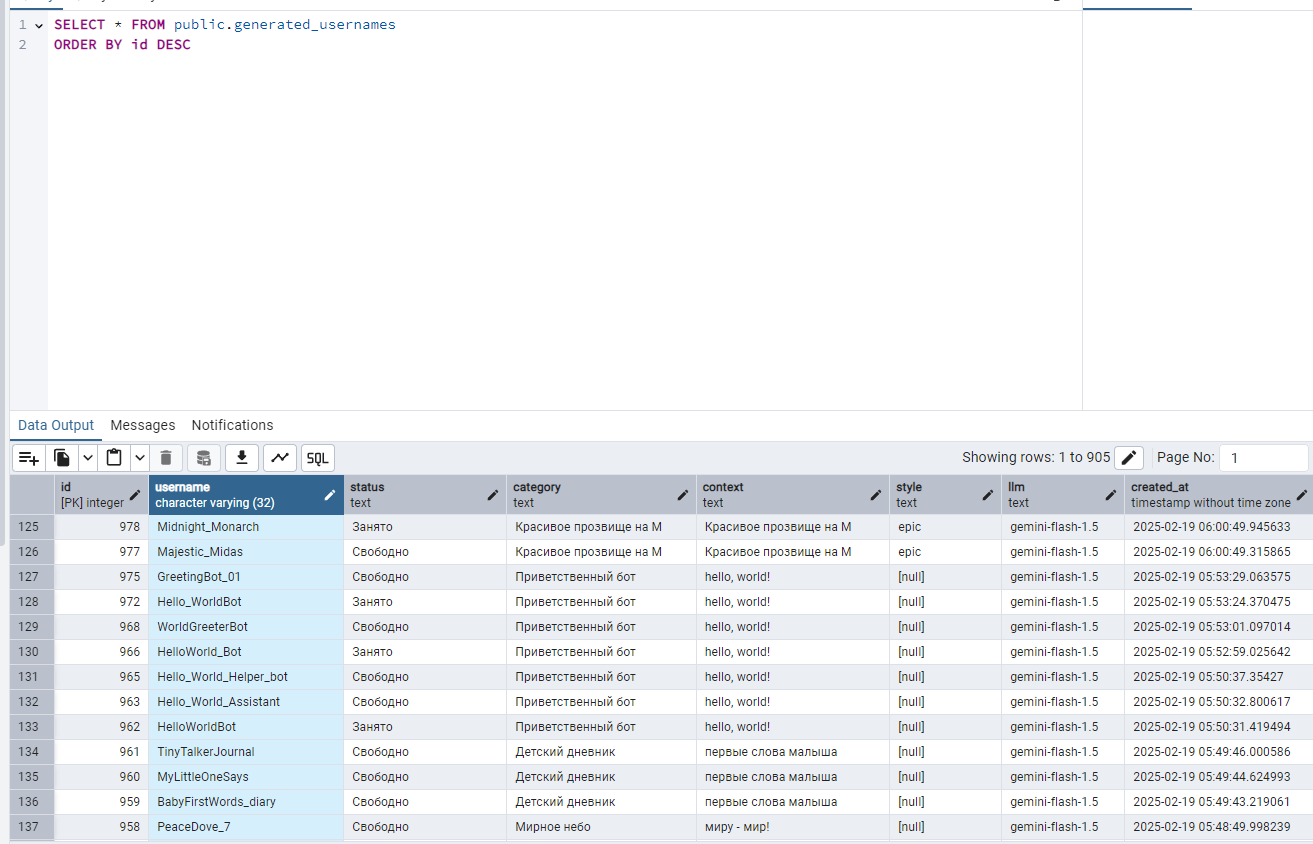 1 SELECT * FROM public.generated_usernames
2 ORDER BY id DESC
Data Output Messages Notifications
SQL Showing rows: 1 to 905 Page No: 1
id username status category context style llm created_at
[PK] integer character varying (32) text text text text text timestamp without time zone
125 978 Midnight_Monarch Занято Красивое прозвище на М Красивое прозвище на М epic gemini-flash-1.5 2025-02-19 06:00:49.945633
126 977 Majestic_Midas Свободно Красивое прозвище на М Красивое прозвище на М epic gemini-flash-1.5 2025-02-19 06:00:49.315865
127 975 GreetingBot_01 Свободно Приветственный бот hello, world! [null] gemini-flash-1.5 2025-02-19 05:53:29.063575
128 972 Hello_WorldBot Занято Приветственный бот hello, world! [null] gemini-flash-1.5 2025-02-19 05:53:24.370475
129 968 WorldGreeterBot Свободно Приветственный бот hello, world! [null] gemini-flash-1.5 2025-02-19 05:53:01.097014
130 966 HelloWorld_Bot Занято Приветственный бот hello, world! [null] gemini-flash-1.5 2025-02-19 05:52:59.025642
131 965 Hello_World_Helper_bot Свободно Приветственный бот hello, world! [null] gemini-flash-1.5 2025-02-19 05:50:37.35427
132 963 Hello_World_Assistant Свободно Приветственный бот hello, world! [null] gemini-flash-1.5 2025-02-19 05:50:32.800617
133 962 HelloWorldBot Занято Приветственный бот hello, world! [null] gemini-flash-1.5 2025-02-19 05:50:31.419494
134 961 TinyTalkerJournal Свободно Детский дневник первые слова малыша [null] gemini-flash-1.5 2025-02-19 05:49:46.000586
135 960 MyLittleOneSays Свободно Детский дневник первые слова малыша [null] gemini-flash-1.5 2025-02-19 05:49:44.624993
136 959 BabyFirstWords_diary Свободно Детский дневник первые слова малыша [null] gemini-flash-1.5 2025-02-19 05:49:43.219061
137 958 PeaceDove_7 Свободно Мирное небо миру - мир! [null] gemini-flash-1.5 2025-02-19 05:48:49.998239